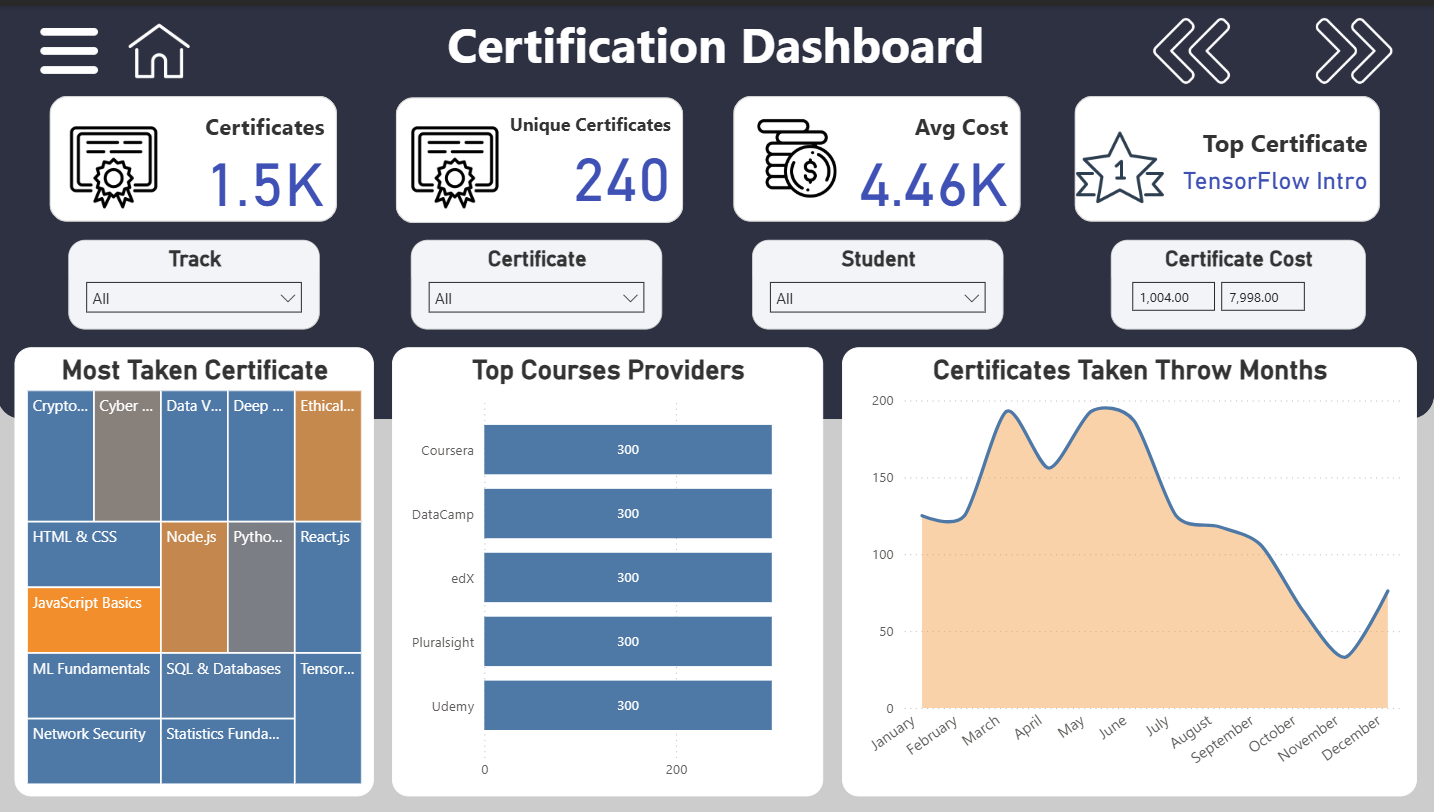 Certification Dashboard
Certificates
1.5K
Unique Certificates
240
$
Avg Cost
4.46K
1
Top Certificate
TensorFlow Intro
Track
All
Certificate
All
Student
All
Certificate Cost
1,004.00 7,998.00
Most Taken Certificate
Crypto... Cyber ... Data V... Deep ... Ethical...
HTML & CSS Node.js Pytho... React.js
JavaScript Basics
ML Fundamentals SQL & Databases Tensor...
Network Security Statistics Funda...
Top Courses Providers
Coursera 300
DataCamp 300
edX 300
Pluralsight 300
Udemy 300
0 200
Certificates Taken Throw Months
200
150
100
50
0
January February March April May June July August September October November December